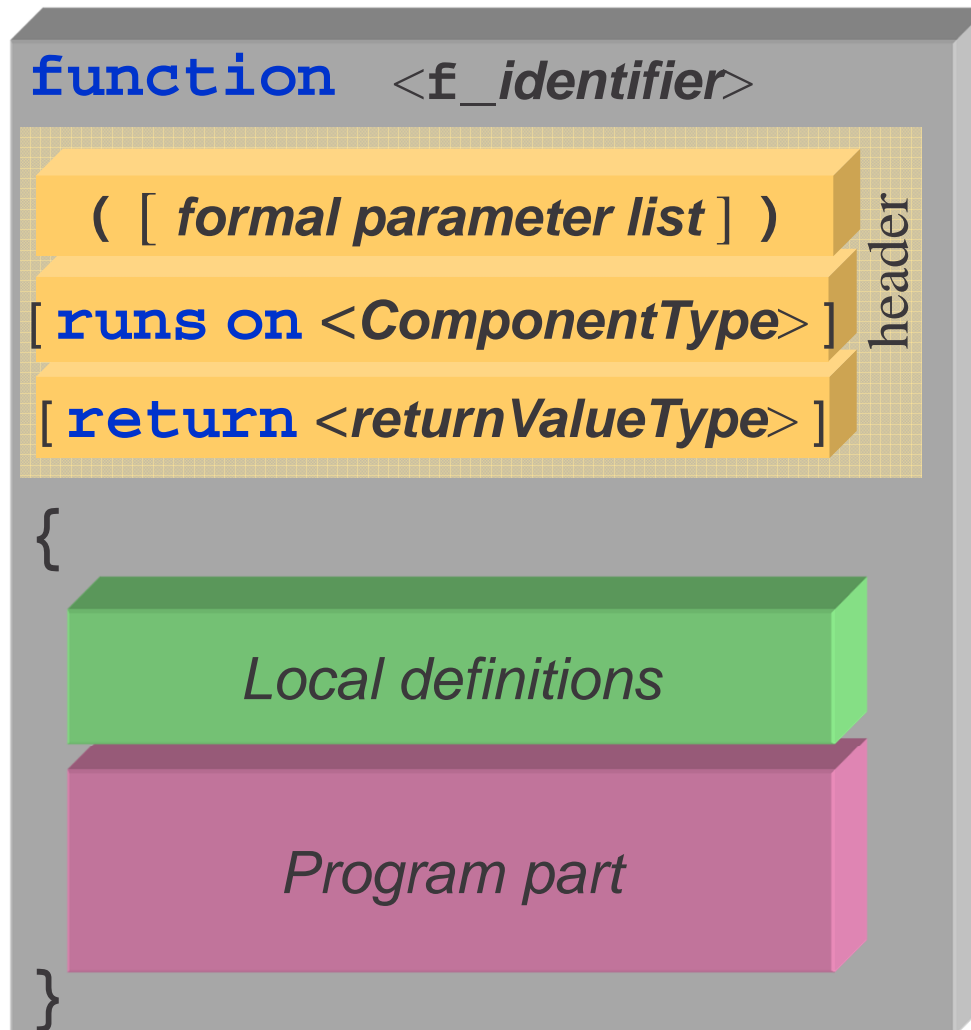 function <f_identifier>
( [ formal parameter list ] )
header
[ runs on <ComponentType> ]
[ return <returnValueType> ]
{
Local definitions
Program part
}